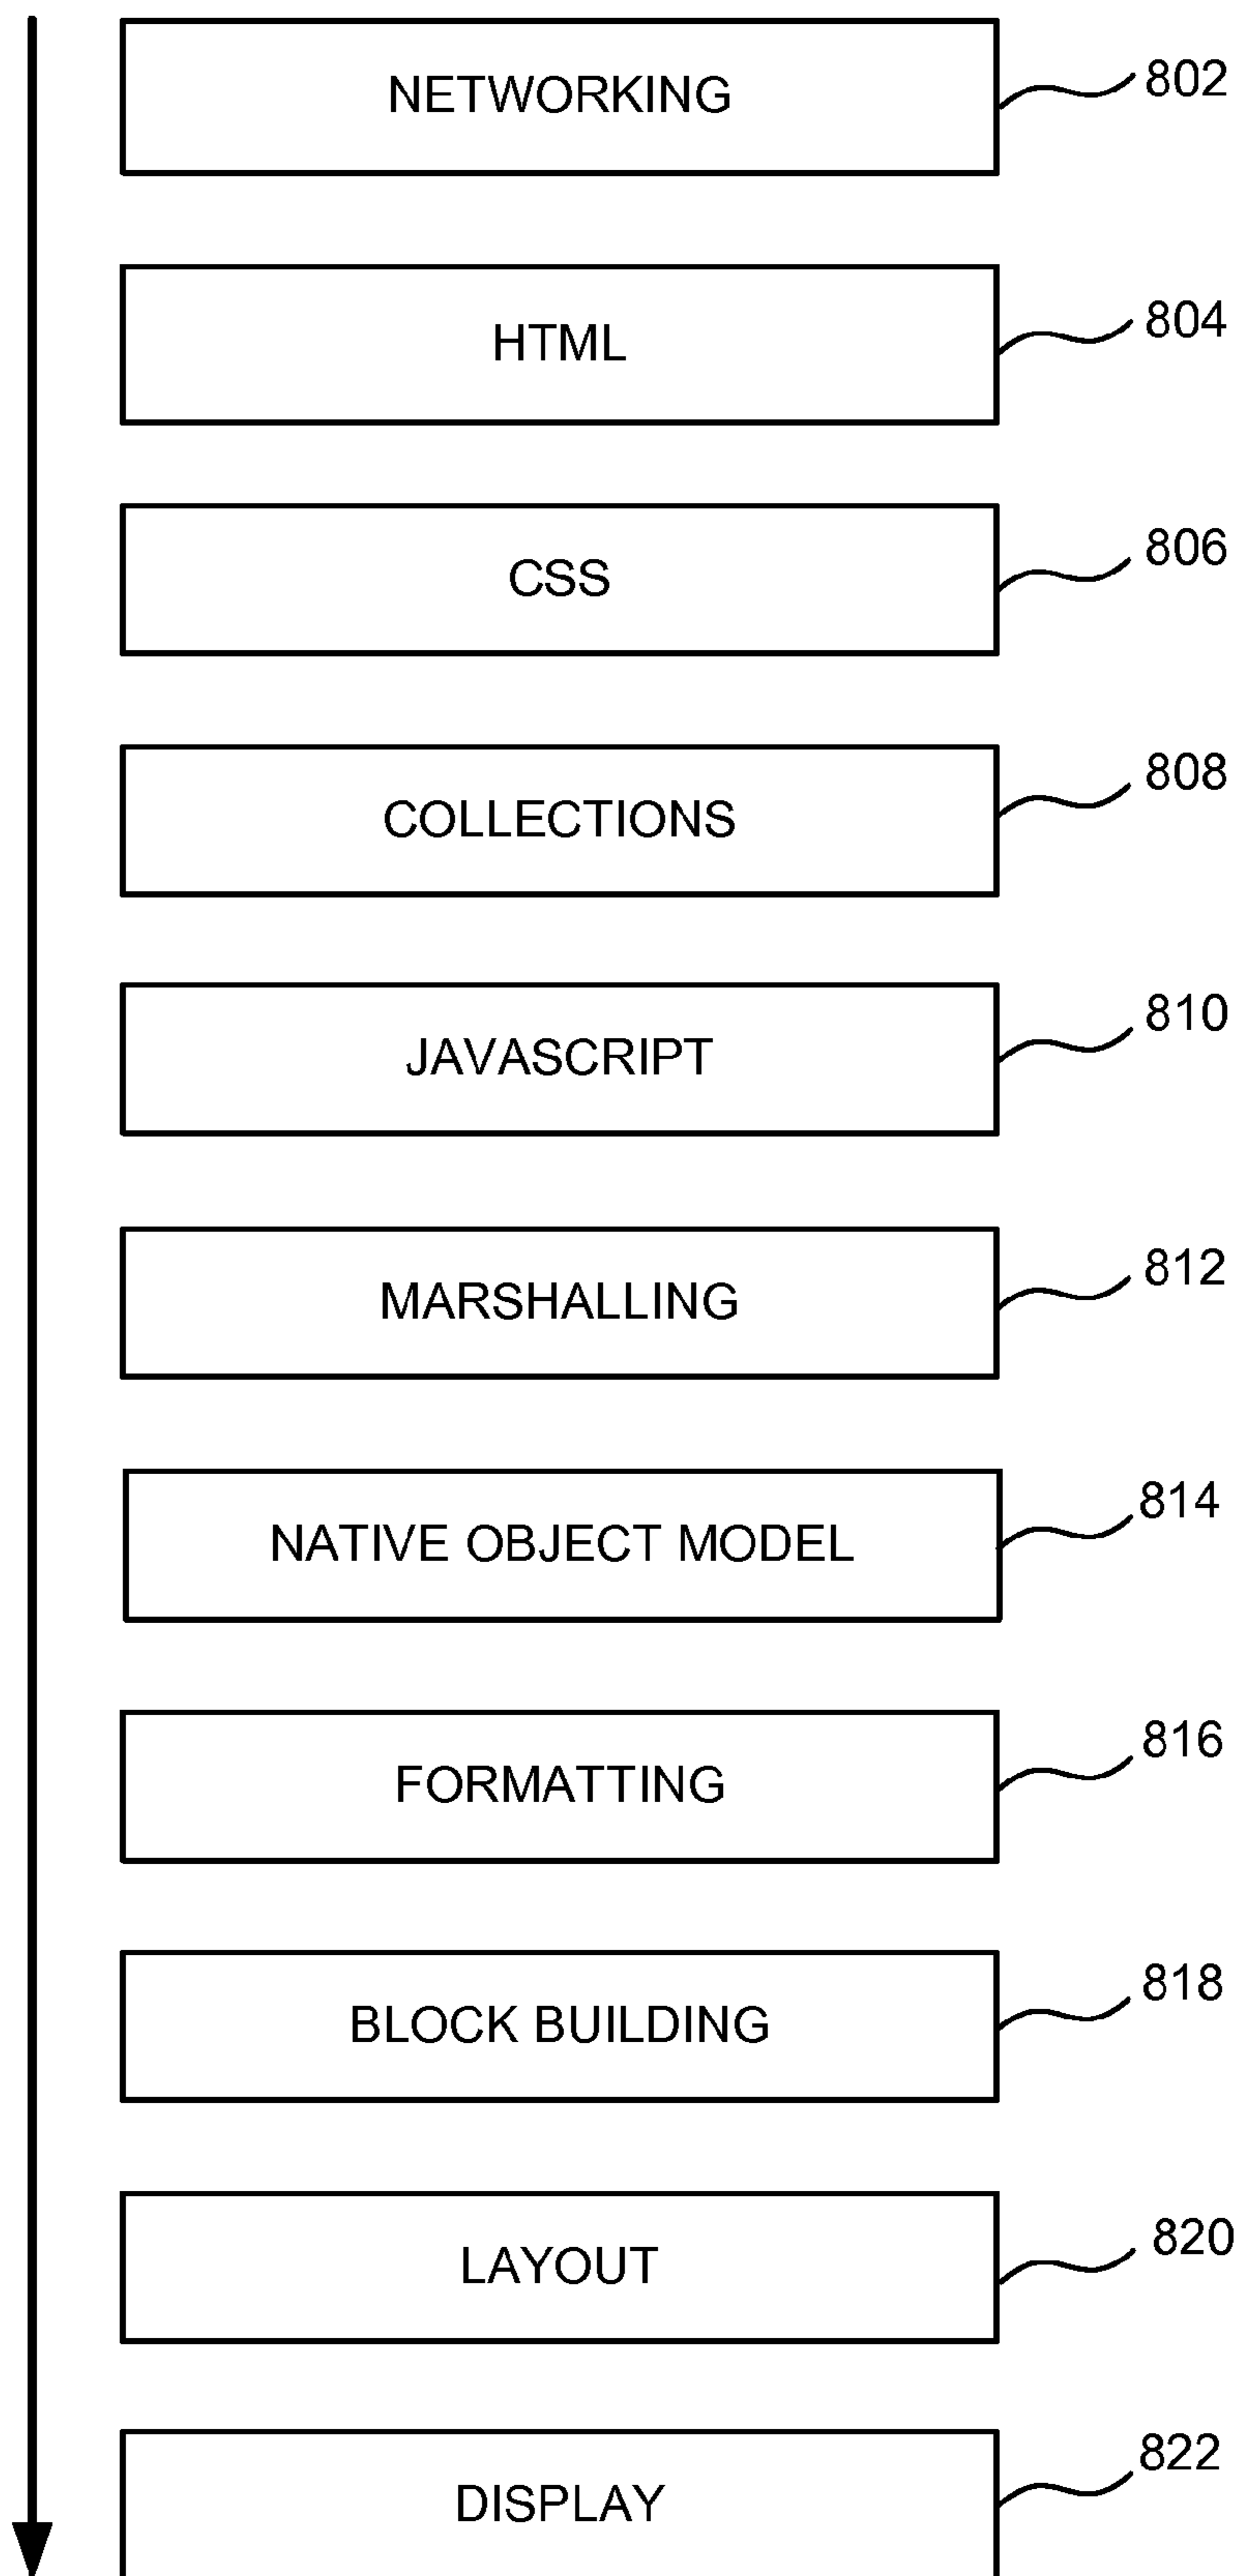 NETWORKING 802
HTML 804
CSS 806
COLLECTIONS 808
JAVASCRIPT 810
MARSHALLING 812
NATIVE OBJECT MODEL 814
FORMATTING 816
BLOCK BUILDING 818
LAYOUT 820
DISPLAY 822